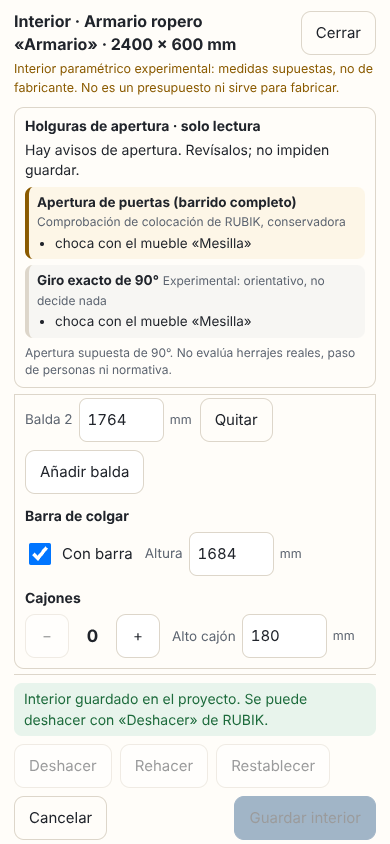 Interior · Armario ropero
«Armario» · 2400 × 600 mm
Cerrar
Interior paramétrico experimental: medidas supuestas, no de
fabricante. No es un presupuesto ni sirve para fabricar.
Holguras de apertura · solo lectura
Hay avisos de apertura. Revísalos; no impiden
guardar.
Apertura de puertas (barrido completo)
Comprobación de colocación de RUBIK, conservadora
• choca con el mueble «Mesilla»
Giro exacto de 90° Experimental: orientativo, no
decide nada
• choca con el mueble «Mesilla»
Apertura supuesta de 90°. No evalúa herrajes reales, paso
de personas ni normativa.
Balda 2 1764 mm Quitar
Añadir balda
Barra de colgar
Con barra Altura 1684 mm
Cajones
− 0 + Alto cajón 180 mm
Interior guardado en el proyecto. Se puede
deshacer con «Deshacer» de RUBIK.
Deshacer Rehacer Restablecer
Cancelar Guardar interior